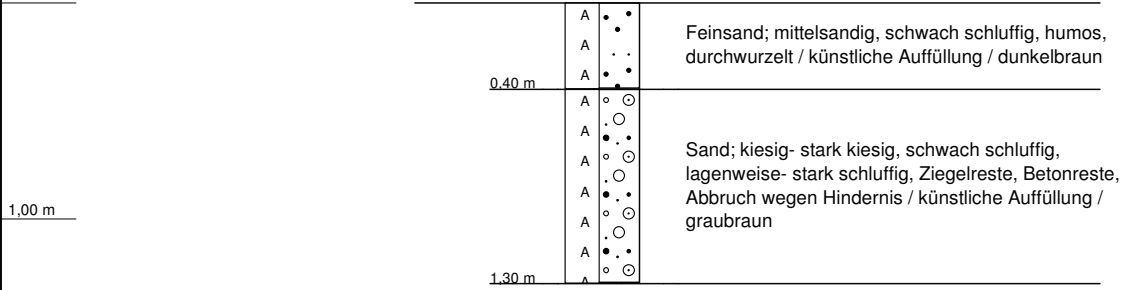 A
Feinsand; mittelsandig, schwach schluffig, humos,
A
durchwurzelt / künstliche Auffüllung / dunkelbraun
A
0,40 m
A
A
Sand; kiesig- stark kiesig, schwach schluffig,
A
lagenweise- stark schluffig, Ziegelreste, Betonreste,
A
Abbruch wegen Hindernis / künstliche Auffüllung /
1,00 m
A
graubraun
A
1,30 m
A